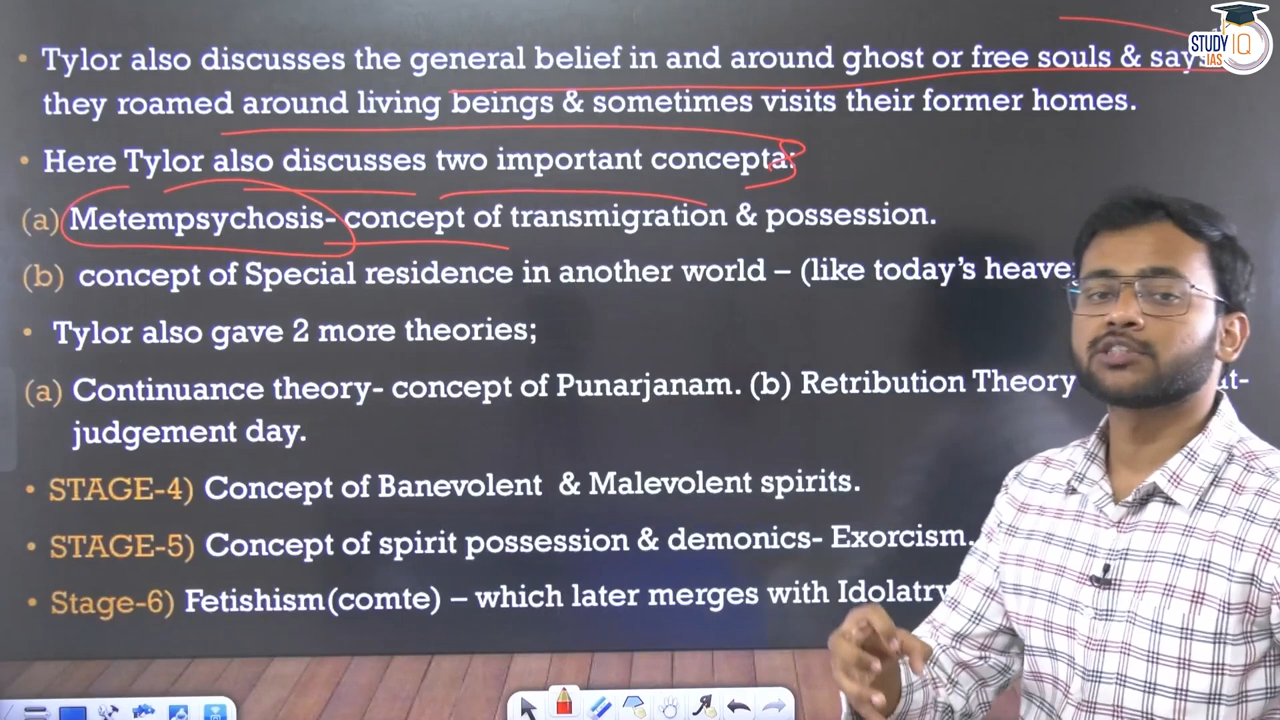 STUDY IQ
IAS
• Tylor also discusses the general belief in and around ghost or free souls & says
they roamed around living beings & sometimes visits their former homes.
• Here Tylor also discusses two important concepta:
(a) Metempsychosis- concept of transmigration & possession.
(b) concept of Special residence in another world – (like today's heave
• Tylor also gave 2 more theories;
(a) Continuance theory- concept of Punarjanam. (b) Retribution Theory
judgement day.
• STAGE-4) Concept of Banevolent & Malevolent spirits.
• STAGE-5) Concept of spirit possession & demonics- Exorcism.
• Stage-6) Fetishism(comte) – which later merges with Idolatry